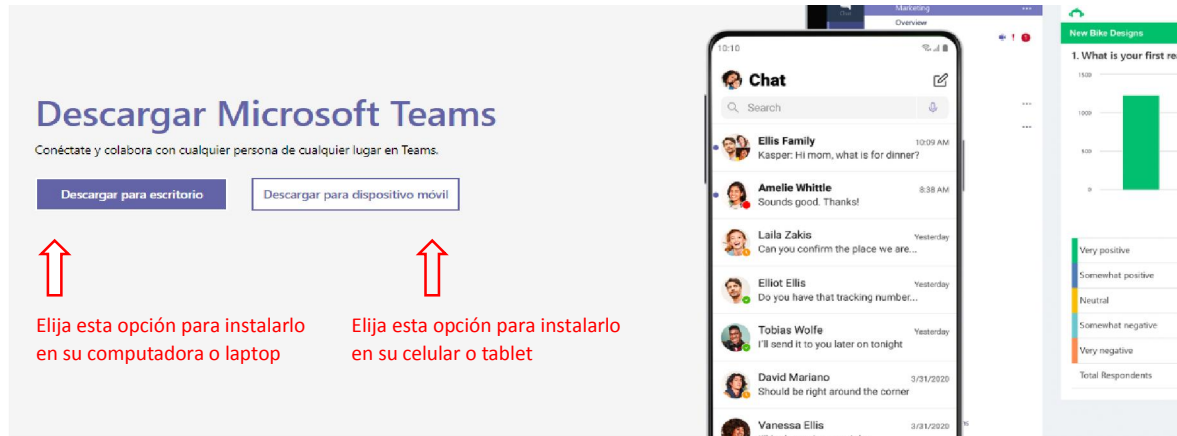 Descargar Microsoft Teams
Conéctate y colabora con cualquier persona de cualquier lugar en Teams.
Descargar para escritorio
Descargar para dispositivo móvil
Elija esta opción para instalarlo
en su computadora o laptop
Elija esta opción para instalarlo
en su celular o tablet
Chat
Marketing
Overview
10:10
Chat
Search
Ellis Family 10:09 AM
Kasper: Hi mom, what is for dinner?
Amelie Whittle 8:38 AM
Sounds good. Thanks!
Laila Zakis Yesterday
Can you confirm the place we are...
Elliot Ellis Yesterday
Do you have that tracking number...
Tobias Wolfe Yesterday
I'll send it to you later on tonight
David Mariano 3/31/2020
Should be right around the corner
Vanessa Ellis 3/31/2020
New Bike Designs
1. What is your first rea
1500
1000
500
0
Very positive
Somewhat positive
Neutral
Somewhat negative
Very negative
Total Respondents